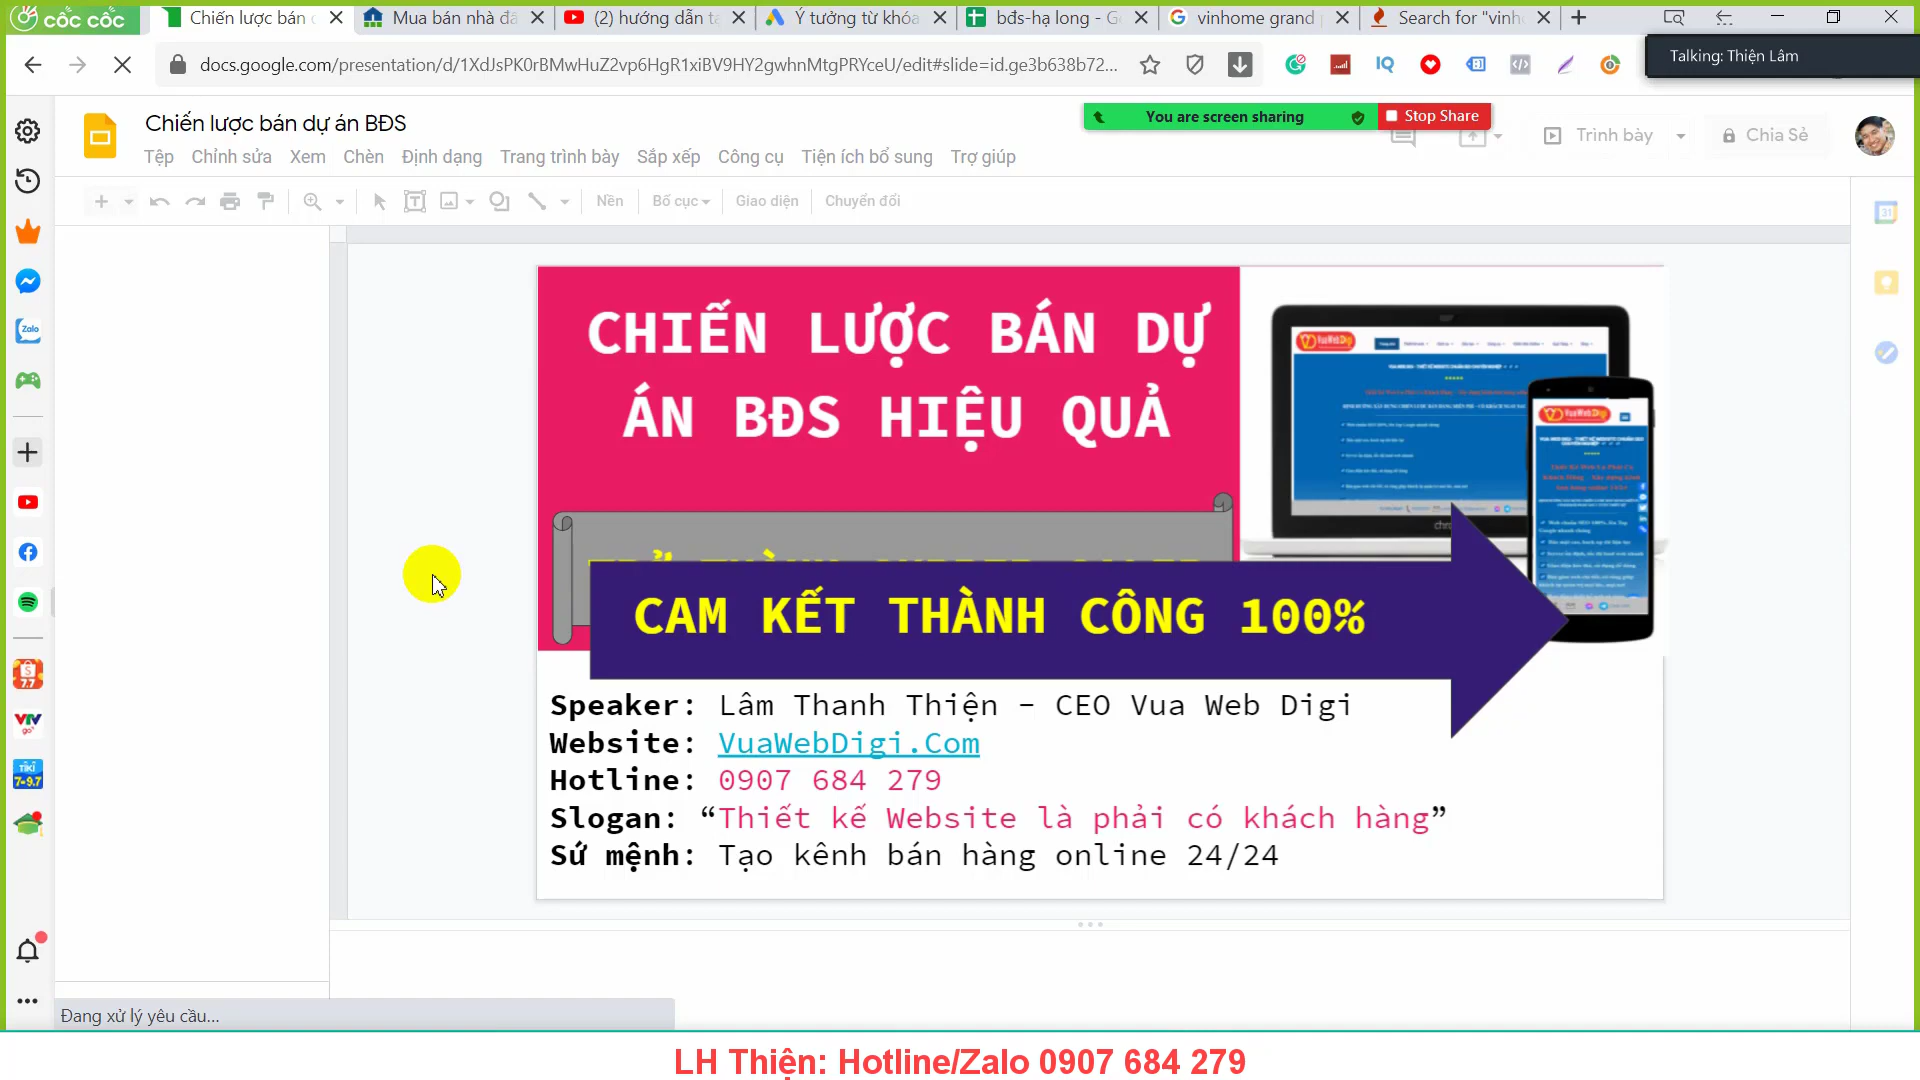 cốc cốc
Chiến lược bán
Mua bán nhà đấ
(2) hướng dẫn tạ
Ý tưởng từ khóa
bđs-hạ long - G
vinhome grand
Search for "vinh
docs.google.com/presentation/d/1XdJsPK0rBMwHuZ2vp6HgR1xiBV9HY2gwhnMtgPRYceU/edit#slide=id.ge3b638b72...
Talking: Thiện Lâm
You are screen sharing
Stop Share
Chiến lược bán dự án BĐS
Tệp Chỉnh sửa Xem Chèn Định dạng Trang trình bày Sắp xếp Công cụ Tiện ích bổ sung Trợ giúp
Trình bày
Chia Sẻ
Nền Bố cục Giao diện Chuyển đổi
CHIẾN LƯỢC BÁN DỰ
ÁN BĐS HIỆU QUẢ
VuaWebDigi
VuaWebDigi
CAM KẾT THÀNH CÔNG 100%
Speaker: Lâm Thanh Thiện – CEO Vua Web Digi
Website: VuaWebDigi.Com
Hotline: 0907 684 279
Slogan: “Thiết kế Website là phải có khách hàng”
Sứ mệnh: Tạo kênh bán hàng online 24/24
Đang xử lý yêu cầu...
LH Thiện: Hotline/Zalo 0907 684 279